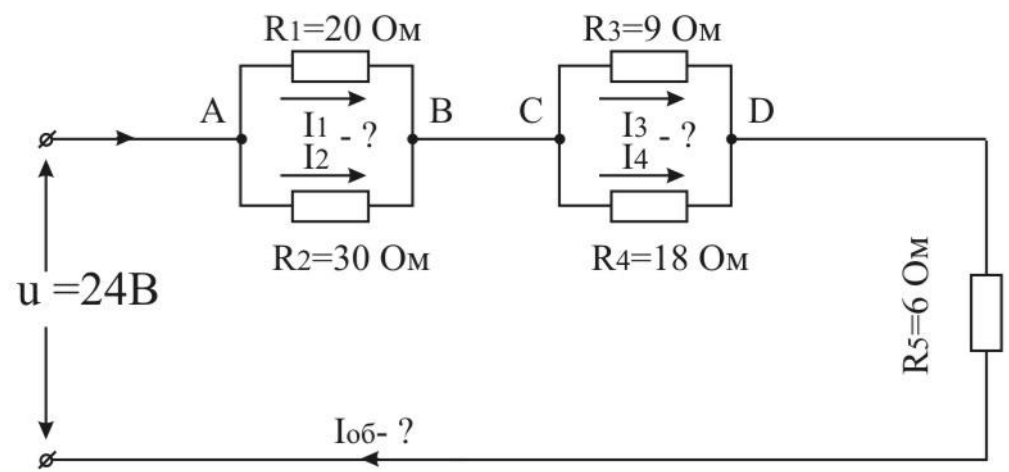 R1=20 Ом
R3=9 Ом
A
B
C
D
I1
- ?
I2
I3
- ?
I4
R2=30 Ом
R4=18 Ом
u =24В
R5=6 Ом
Iоб- ?